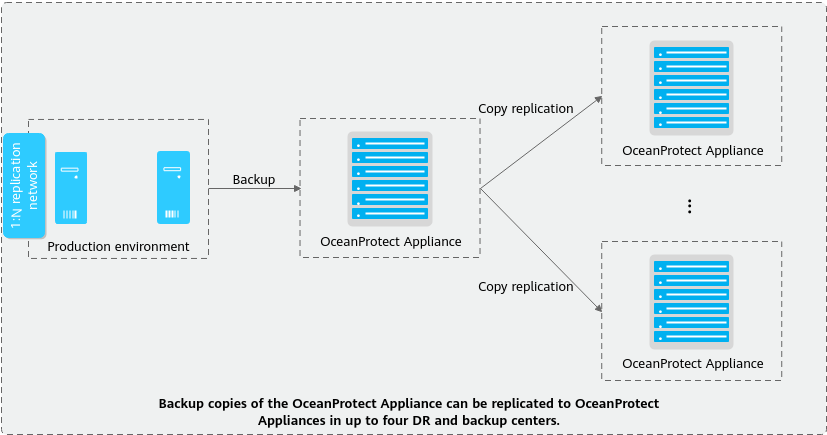 1:N replication
network
Production environment
Backup
OceanProtect Appliance
Copy replication
OceanProtect Appliance
Copy replication
OceanProtect Appliance
Backup copies of the OceanProtect Appliance can be replicated to OceanProtect
Appliances in up to four DR and backup centers.